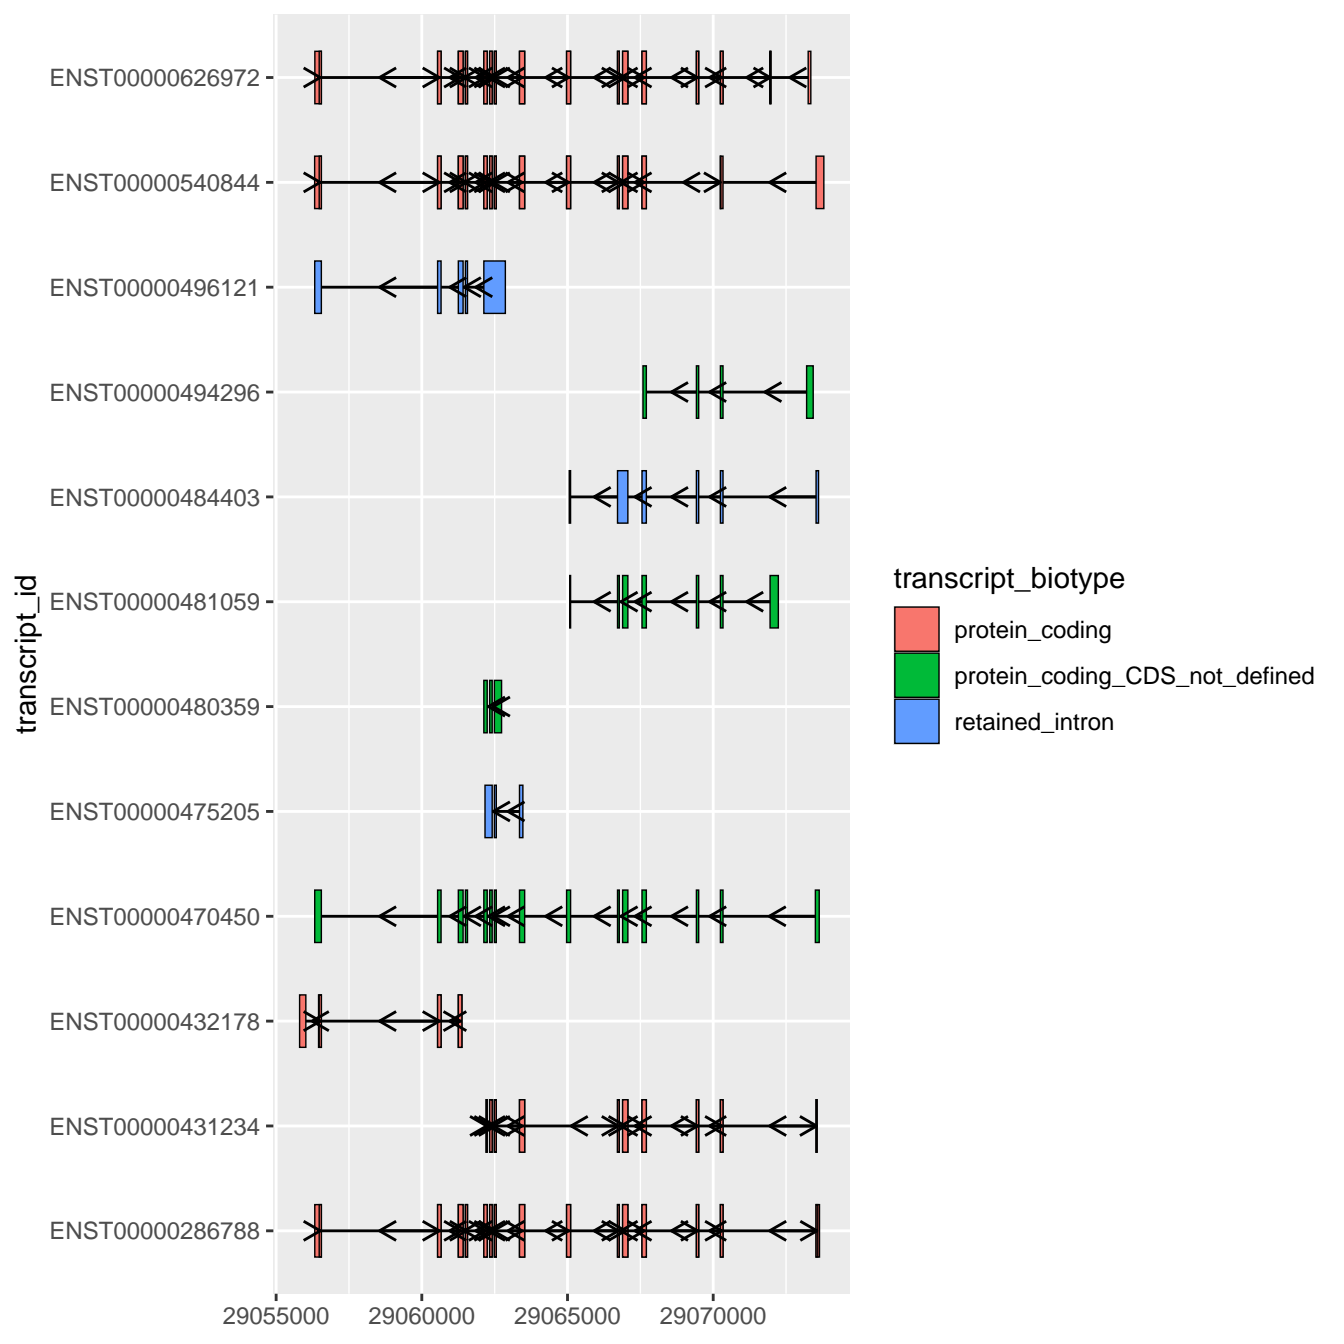 ENST00000626972
ENST00000540844
ENST00000496121
ENST00000494296
ENST00000484403
ENST00000481059
ENST00000480359
ENST00000475205
ENST00000470450
ENST00000432178
ENST00000431234
ENST00000286788
transcript_id
29055000
29060000
29065000
29070000
transcript_biotype
protein_coding
protein_coding_CDS_not_defined
retained_intron